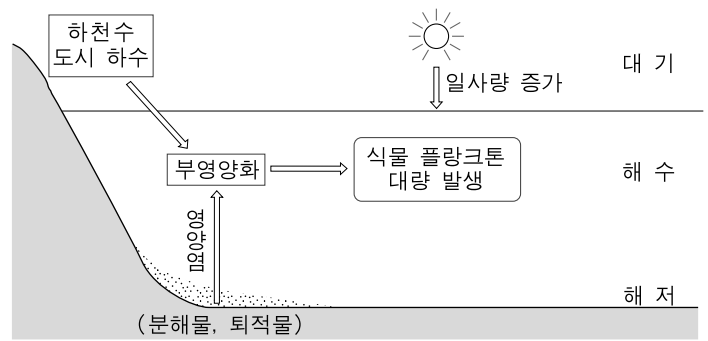 하천수
도시 하수
일사량 증가
대 기
부영양화
식물 플랑크톤
대량 발생
해 수
영양염
해 저
(분해물, 퇴적물)